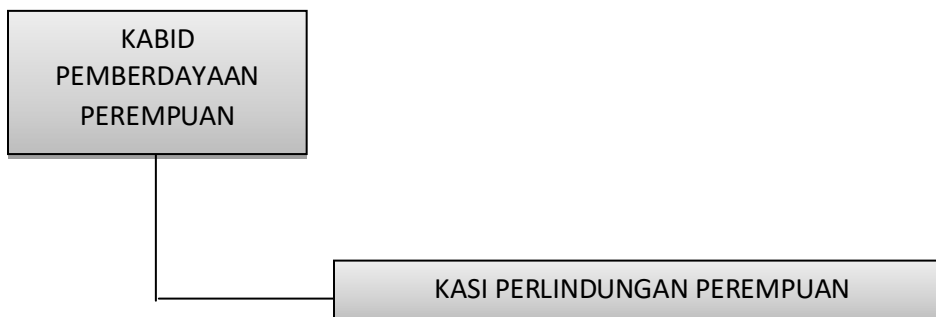 KABID
PEMBERDAYAAN
PEREMPUAN
KASI PERLINDUNGAN PEREMPUAN